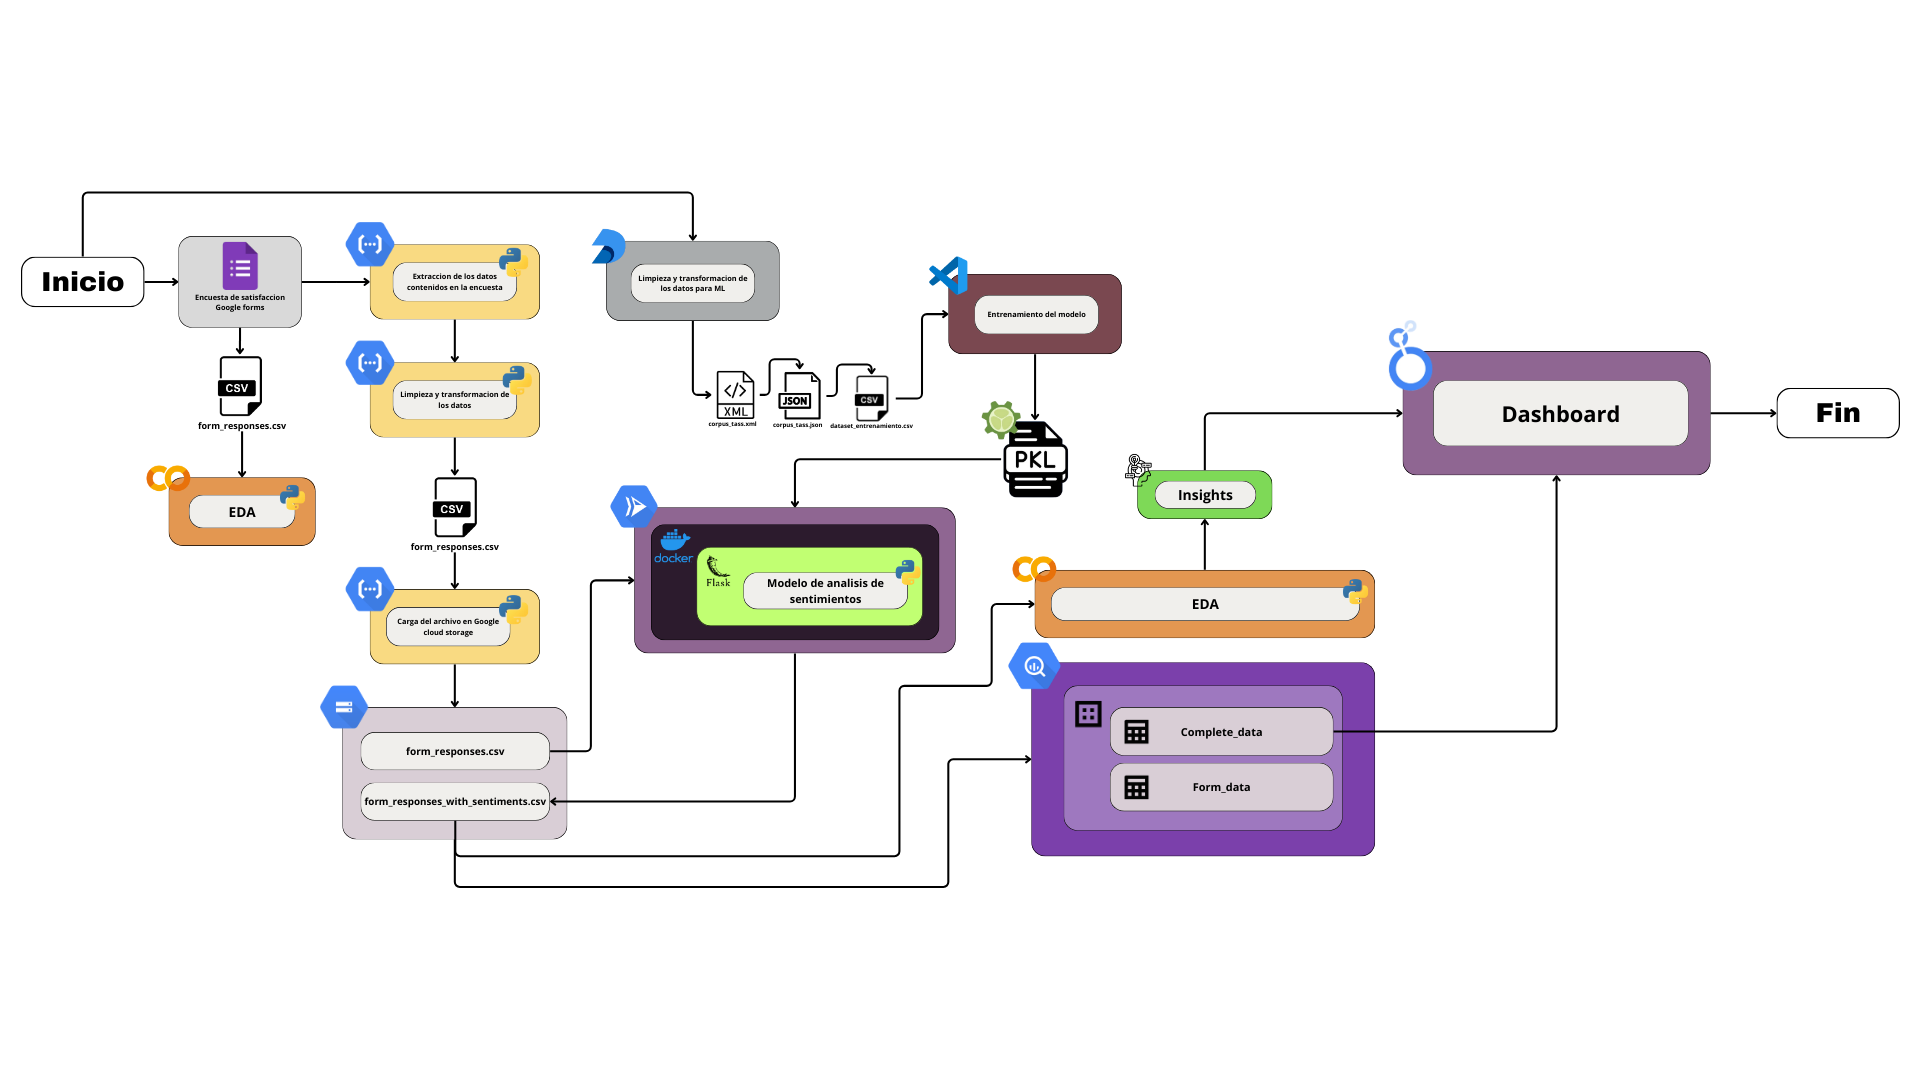 Inicio
Encuesta de satisfaccion
Google forms
CSV
form_responses.csv
EDA
Extraccion de los datos
contenidos en la encuesta
Limpieza y transformacion de
los datos
CSV
form_responses.csv
Carga del archivo en Google
cloud storage
form_responses.csv
form_responses_with_sentiments.csv
Limpieza y transformacion de
los datos para ML
XML
corpus_tass.xml
JSON
corpus_tass.json
CSV
dataset_entrenamiento.csv
Entrenamiento del modelo
PKL
docker
Flask
Modelo de analisis de
sentimientos
Insights
EDA
Complete_data
Form_data
Dashboard
Fin